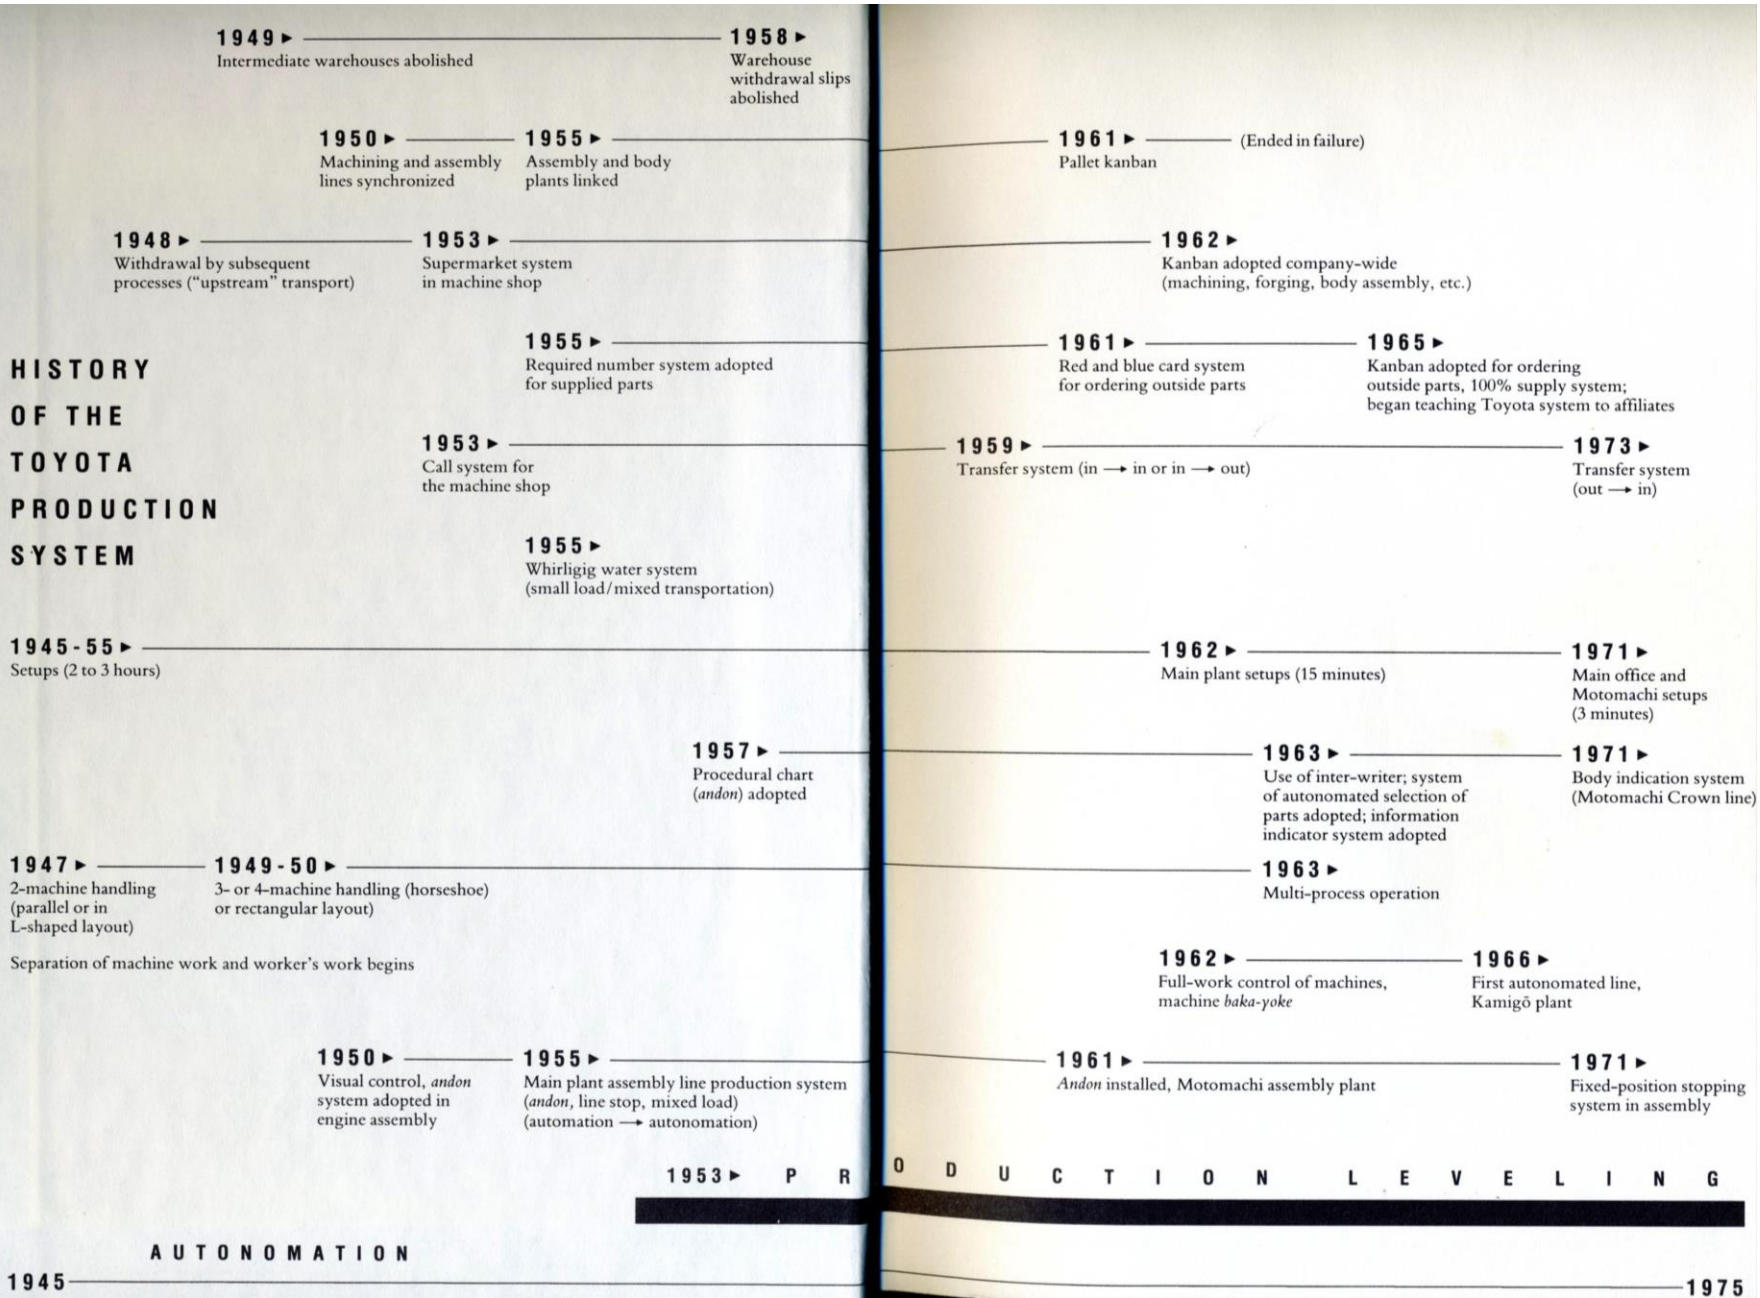 1949 ▸
Intermediate warehouses abolished
1958 ▸
Warehouse
withdrawal slips
abolished
1950 ▸
Machining and assembly
lines synchronized
1955 ▸
Assembly and body
plants linked
1961 ▸
Pallet kanban
(Ended in failure)
1948 ▸
Withdrawal by subsequent
processes (“upstream” transport)
1953 ▸
Supermarket system
in machine shop
1962 ▸
Kanban adopted company-wide
(machining, forging, body assembly, etc.)
1955 ▸
Required number system adopted
for supplied parts
1961 ▸
Red and blue card system
for ordering outside parts
1965 ▸
Kanban adopted for ordering
outside parts, 100% supply system;
began teaching Toyota system to affiliates
HISTORY
OF THE
TOYOTA
PRODUCTION
SYSTEM
1953 ▸
Call system for
the machine shop
1959 ▸
Transfer system (in → in or in → out)
1973 ▸
Transfer system
(out → in)
1955 ▸
Whirligig water system
(small load/mixed transportation)
1945-55 ▸
Setups (2 to 3 hours)
1962 ▸
Main plant setups (15 minutes)
1971 ▸
Main office and
Motomachi setups
(3 minutes)
1957 ▸
Procedural chart
(andon) adopted
1963 ▸
Use of inter-writer; system
of autonomated selection of
parts adopted; information
indicator system adopted
1971 ▸
Body indication system
(Motomachi Crown line)
1947 ▸
2-machine handling
(parallel or in
L-shaped layout)
1949-50 ▸
3- or 4-machine handling (horseshoe)
or rectangular layout)
1963 ▸
Multi-process operation
Separation of machine work and worker's work begins
1962 ▸
Full-work control of machines,
machine baka-yoke
1966 ▸
First autonomated line,
Kamigō plant
1950 ▸
Visual control, andon
system adopted in
engine assembly
1955 ▸
Main plant assembly line production system
(andon, line stop, mixed load)
(automation → autonomation)
1961 ▸
Andon installed, Motomachi assembly plant
1971 ▸
Fixed-position stopping
system in assembly
1953 ▸ PRODUCTION LEVELING
AUTONOMATION
1945
1975